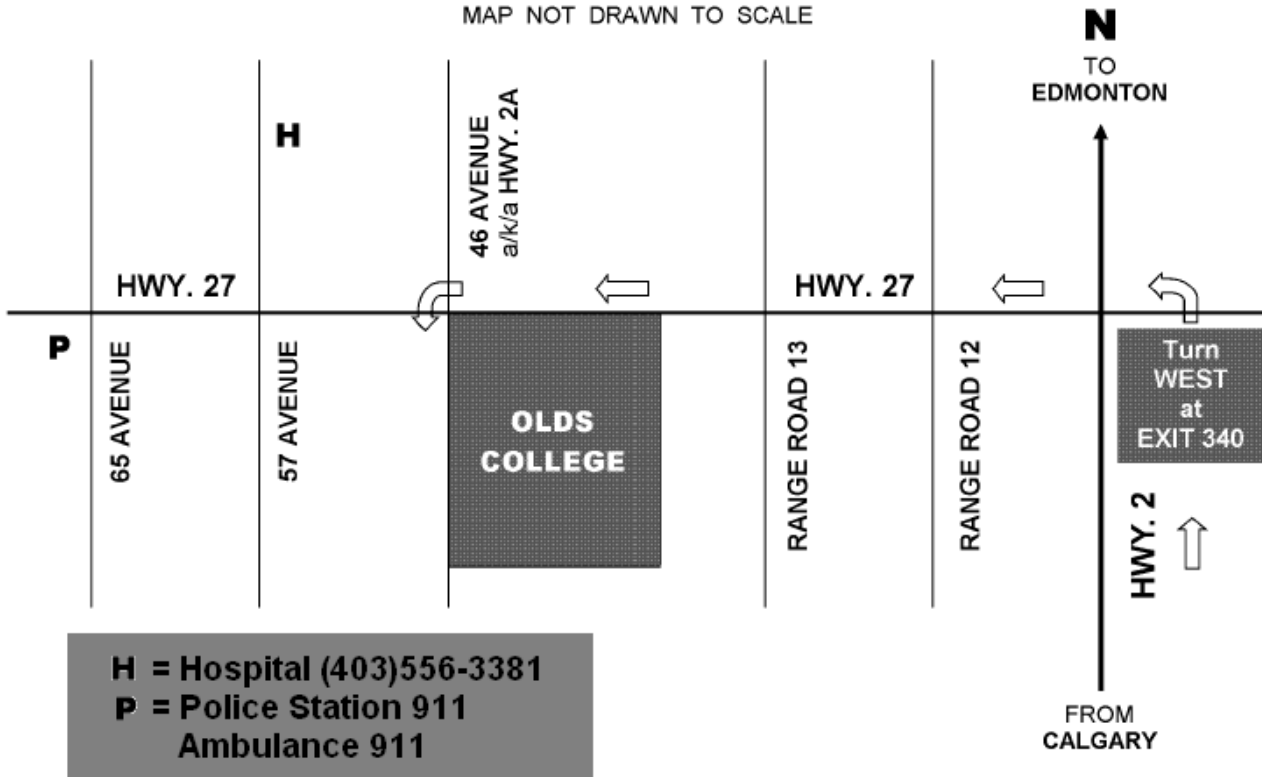 MAP NOT DRAWN TO SCALE
N
TO
EDMONTON
H
46 AVENUE
a/k/a HWY. 2A
HWY. 27
HWY. 27
P
65 AVENUE
57 AVENUE
OLDS
COLLEGE
RANGE ROAD 13
RANGE ROAD 12
Turn
WEST
at
EXIT 340
HWY. 2
H = Hospital (403)556-3381
P = Police Station 911
Ambulance 911
FROM
CALGARY